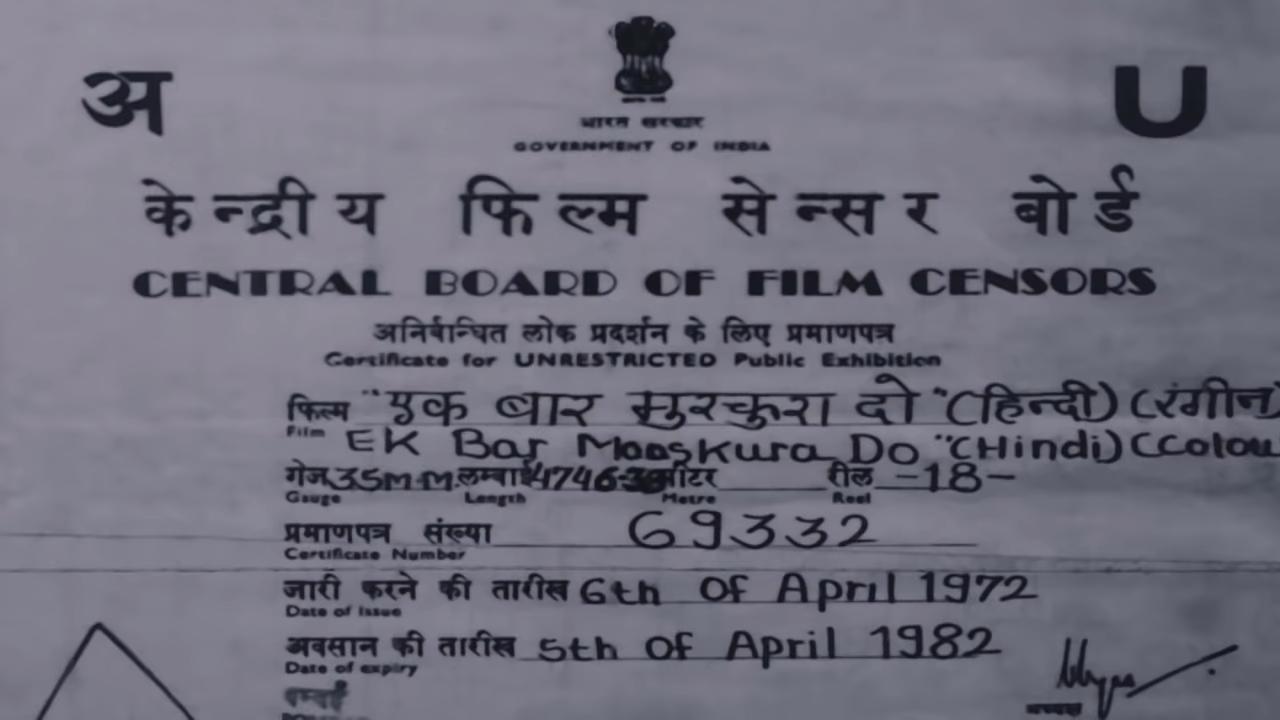 अ U
भारत सरकार
GOVERNMENT OF INDIA
केन्द्रीय फिल्म सेन्सर बोर्ड
CENTRAL BOARD OF FILM CENSORS
अनिर्बन्धित लोक प्रदर्शन के लिए प्रमाणपत्र
Certificate for UNRESTRICTED Public Exhibition
फिल्म "एक बार मुस्कुरा दो "(हिन्दी) (रंगीन)
Film EK Bar Mooskura Do "(Hindi) (Colou
गेज 35m.m. लम्बाई मीटर रील -18-
Gauge Length Metre Reel
प्रमाणपत्र संख्या 69332
Certificate Number
जारी करने की तारीख 6th Of April 1972
Date of Issue
अवसान की तारीख 5th Of April 1982
Date of expiry
बम्बई